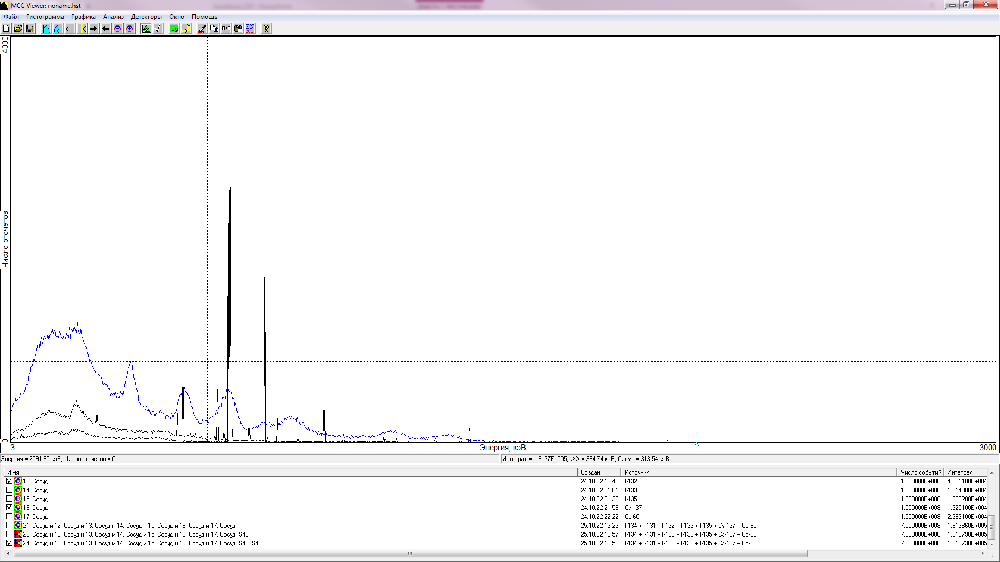 MCC Viewer: noname.hst
Файл Гистограмма Графика Анализ Детекторы Окно Помощь
log EN RU ?
4000
Число отсчетов
0
3 Энергия, кэВ 3000
Энергия = 2091.80 кэВ, Число отсчетов = 0 Интеграл = 1.6137E+005, <X> = 384.74 кэВ, Сигма = 313.54 кэВ
Имя Создан Источник Число событий Интеграл
13. Сосуд 24.10.22 19:40 I-132 1.000000E+008 4.261100E+004
14. Сосуд 24.10.22 21:01 I-133 1.000000E+008 1.614800E+004
15. Сосуд 24.10.22 21:29 I-135 1.000000E+008 1.280200E+004
16. Сосуд 24.10.22 21:56 Cs-137 1.000000E+008 1.325100E+004
17. Сосуд 24.10.22 22:22 Co-60 1.000000E+008 2.383100E+004
21. Сосуд и 12. Сосуд и 13. Сосуд и 14. Сосуд и 15. Сосуд и 16. Сосуд и 17. Сосуд 25.10.22 13:23 I-134 + I-131 + I-132 + I-133 + I-135 + Cs-137 + Co-60 7.000000E+008 1.613860E+005
23. Сосуд и 12. Сосуд и 13. Сосуд и 14. Сосуд и 15. Сосуд и 16. Сосуд и 17. Сосуд: SrI2 25.10.22 13:57 I-134 + I-131 + I-132 + I-133 + I-135 + Cs-137 + Co-60 7.000000E+008 1.613790E+005
24. Сосуд и 12. Сосуд и 13. Сосуд и 14. Сосуд и 15. Сосуд и 16. Сосуд и 17. Сосуд: SrI2: SrI2 25.10.22 13:58 I-134 + I-131 + I-132 + I-133 + I-135 + Cs-137 + Co-60 7.000000E+008 1.613730E+005